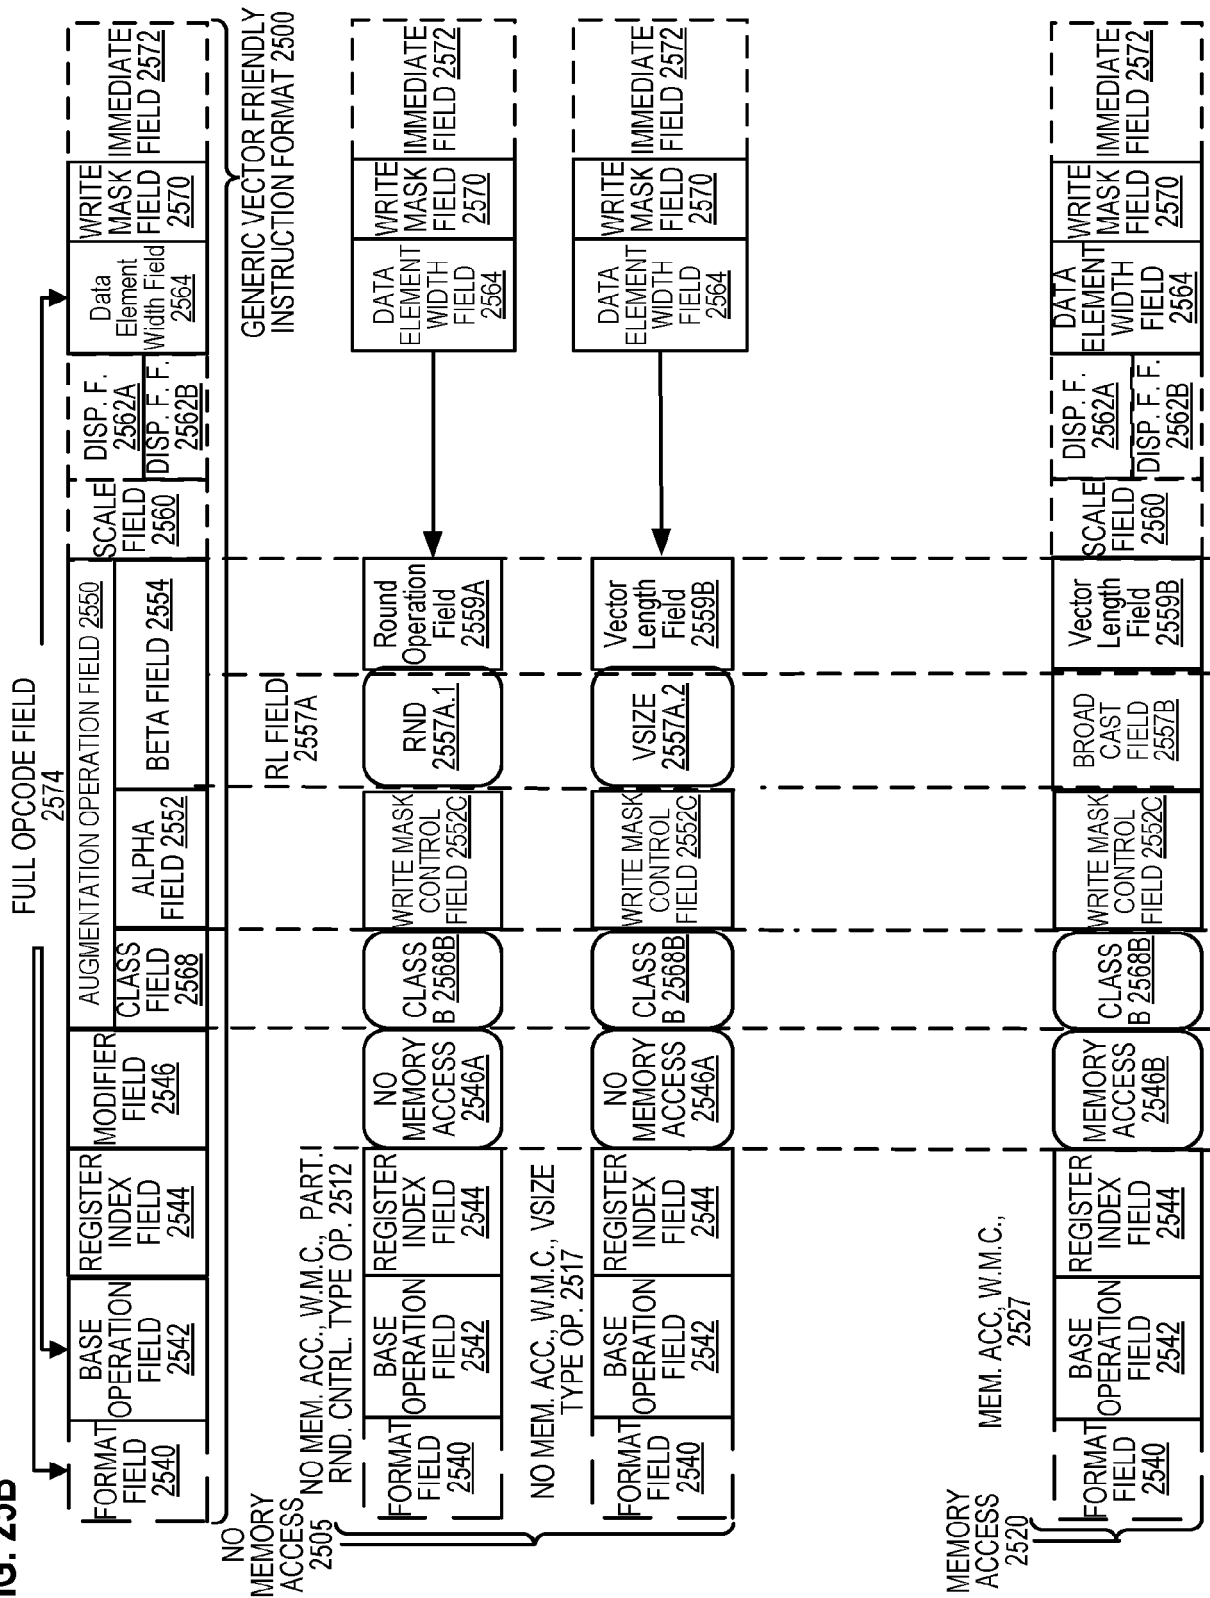 IG. 25B
FULL OPCODE FIELD
2574
FORMAT
FIELD
2540
BASE
OPERATION
FIELD
2542
REGISTER
INDEX
FIELD
2544
MODIFIER
FIELD
2546
AUGMENTATION OPERATION FIELD 2550
CLASS
FIELD
2568
ALPHA
FIELD 2552
BETA FIELD 2554
SCALE
FIELD
2560
DISP. F.
2562A
DISP. F. F.
2562B
Data
Element
Width Field
2564
WRITE
MASK
FIELD
2570
IMMEDIATE
FIELD 2572
GENERIC VECTOR FRIENDLY
INSTRUCTION FORMAT 2500
NO
MEMORY
ACCESS
2505
RL FIELD
2557A
NO MEM. ACC., W.M.C., PART.
RND. CNTRL. TYPE OP. 2512
FORMAT
FIELD
2540
BASE
OPERATION
FIELD
2542
REGISTER
INDEX
FIELD
2544
NO
MEMORY
ACCESS
2546A
CLASS
B 2568B
WRITE MASK
CONTROL
FIELD 2552C
RND
2557A.1
Round
Operation
Field
2559A
DATA
ELEMENT
WIDTH
FIELD
2564
WRITE
MASK
FIELD
2570
IMMEDIATE
FIELD 2572
NO MEM. ACC., W.M.C., VSIZE
TYPE OP. 2517
FORMAT
FIELD
2540
BASE
OPERATION
FIELD
2542
REGISTER
INDEX
FIELD
2544
NO
MEMORY
ACCESS
2546A
CLASS
B 2568B
WRITE MASK
CONTROL
FIELD 2552C
VSIZE
2557A.2
Vector
Length
Field
2559B
DATA
ELEMENT
WIDTH
FIELD
2564
WRITE
MASK
FIELD
2570
IMMEDIATE
FIELD 2572
MEMORY
ACCESS
2520
MEM. ACC, W.M.C.,
2527
FORMAT
FIELD
2540
BASE
OPERATION
FIELD
2542
REGISTER
INDEX
FIELD
2544
MEMORY
ACCESS
2546B
CLASS
B 2568B
WRITE MASK
CONTROL
FIELD 2552C
BROAD
CAST
FIELD
2557B
Vector
Length
Field
2559B
SCALE
FIELD
2560
DISP. F.
2562A
DISP. F. F.
2562B
DATA
ELEMENT
WIDTH
FIELD
2564
WRITE
MASK
FIELD
2570
IMMEDIATE
FIELD 2572